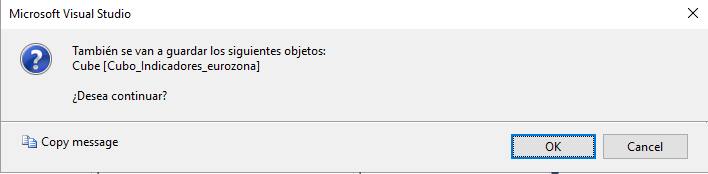 Microsoft Visual Studio
También se van a guardar los siguientes objetos:
Cube [Cubo_Indicadores_eurozona]
¿Desea continuar?
Copy message
OK
Cancel